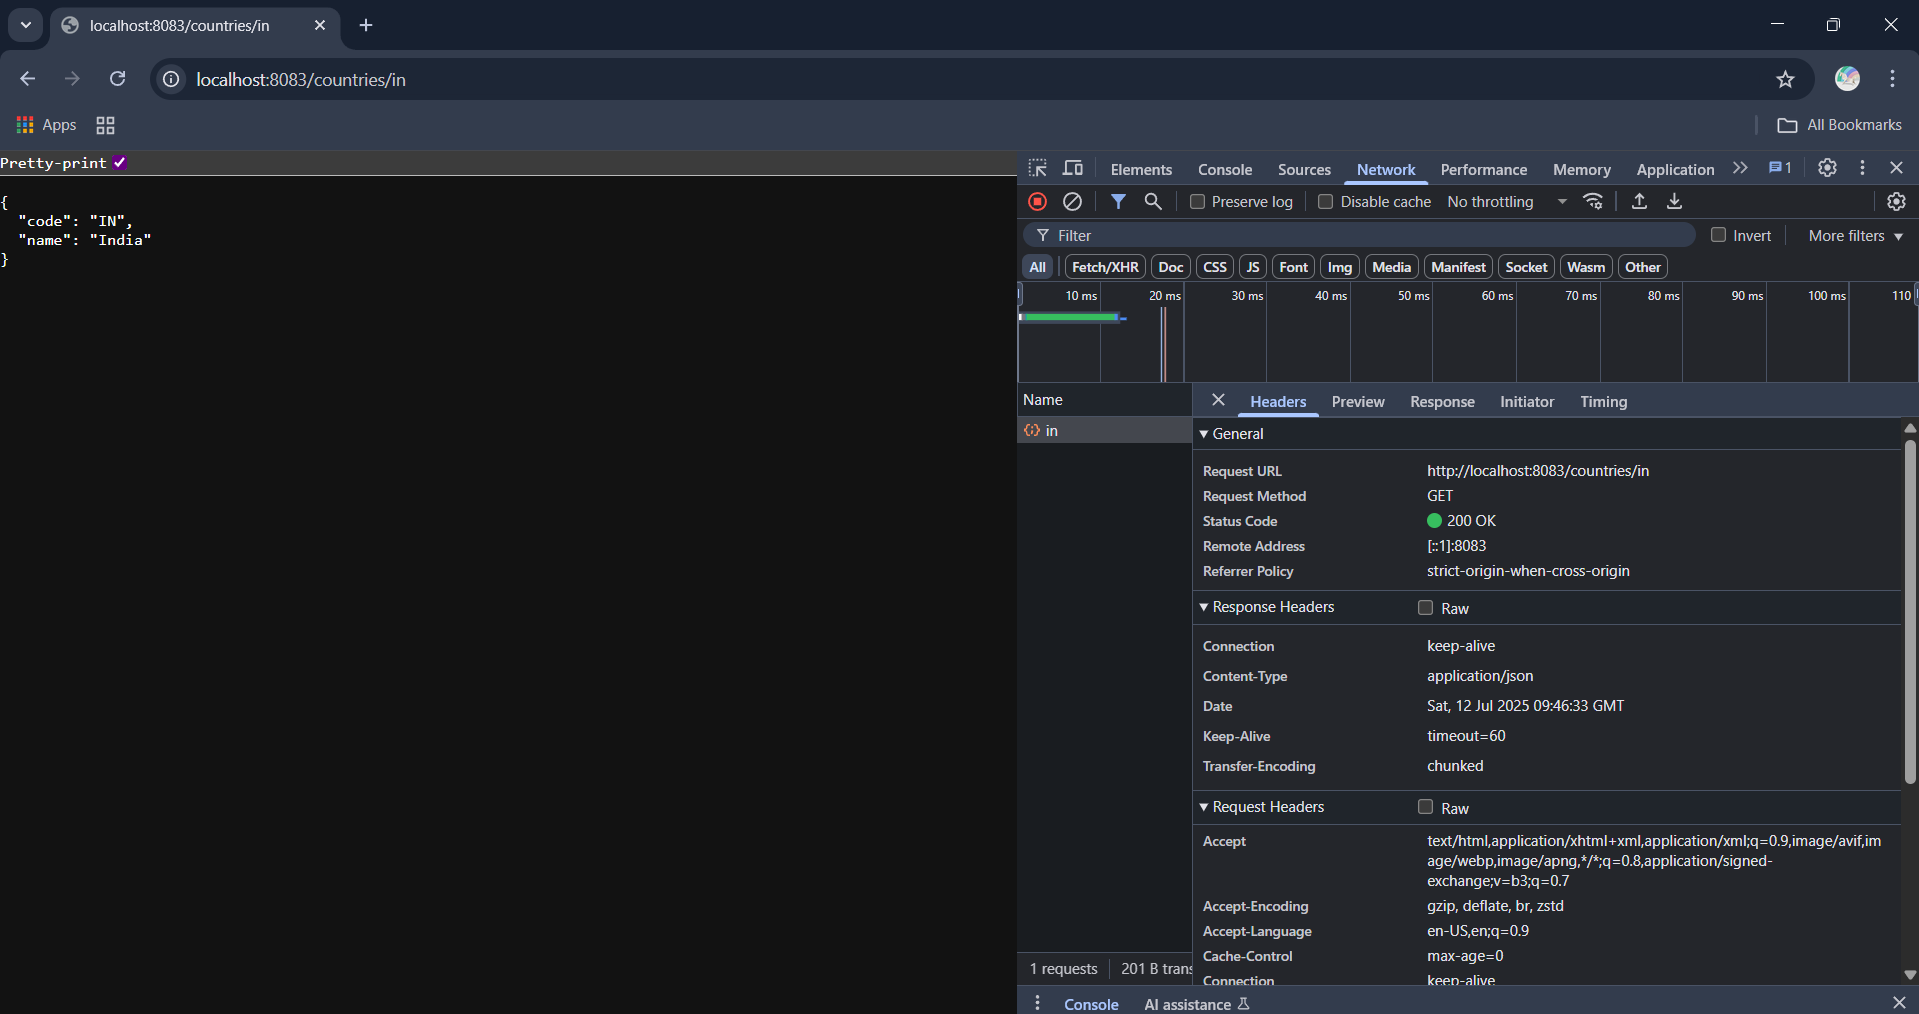 localhost:8083/countries/in
localhost:8083/countries/in
Apps
All Bookmarks
Pretty-print
{
  "code": "IN",
  "name": "India"
}
Elements Console Sources Network Performance Memory Application 1
Preserve log Disable cache No throttling
Filter Invert More filters
All Fetch/XHR Doc CSS JS Font Img Media Manifest Socket Wasm Other
10 ms 20 ms 30 ms 40 ms 50 ms 60 ms 70 ms 80 ms 90 ms 100 ms 110
Name
in
Headers Preview Response Initiator Timing
General
Request URL http://localhost:8083/countries/in
Request Method GET
Status Code 200 OK
Remote Address [::1]:8083
Referrer Policy strict-origin-when-cross-origin
Response Headers Raw
Connection keep-alive
Content-Type application/json
Date Sat, 12 Jul 2025 09:46:33 GMT
Keep-Alive timeout=60
Transfer-Encoding chunked
Request Headers Raw
Accept text/html,application/xhtml+xml,application/xml;q=0.9,image/avif,im
age/webp,image/apng,*/*;q=0.8,application/signed-
exchange;v=b3;q=0.7
Accept-Encoding gzip, deflate, br, zstd
Accept-Language en-US,en;q=0.9
Cache-Control max-age=0
Connection keep-alive
1 requests 201 B trans
Console AI assistance